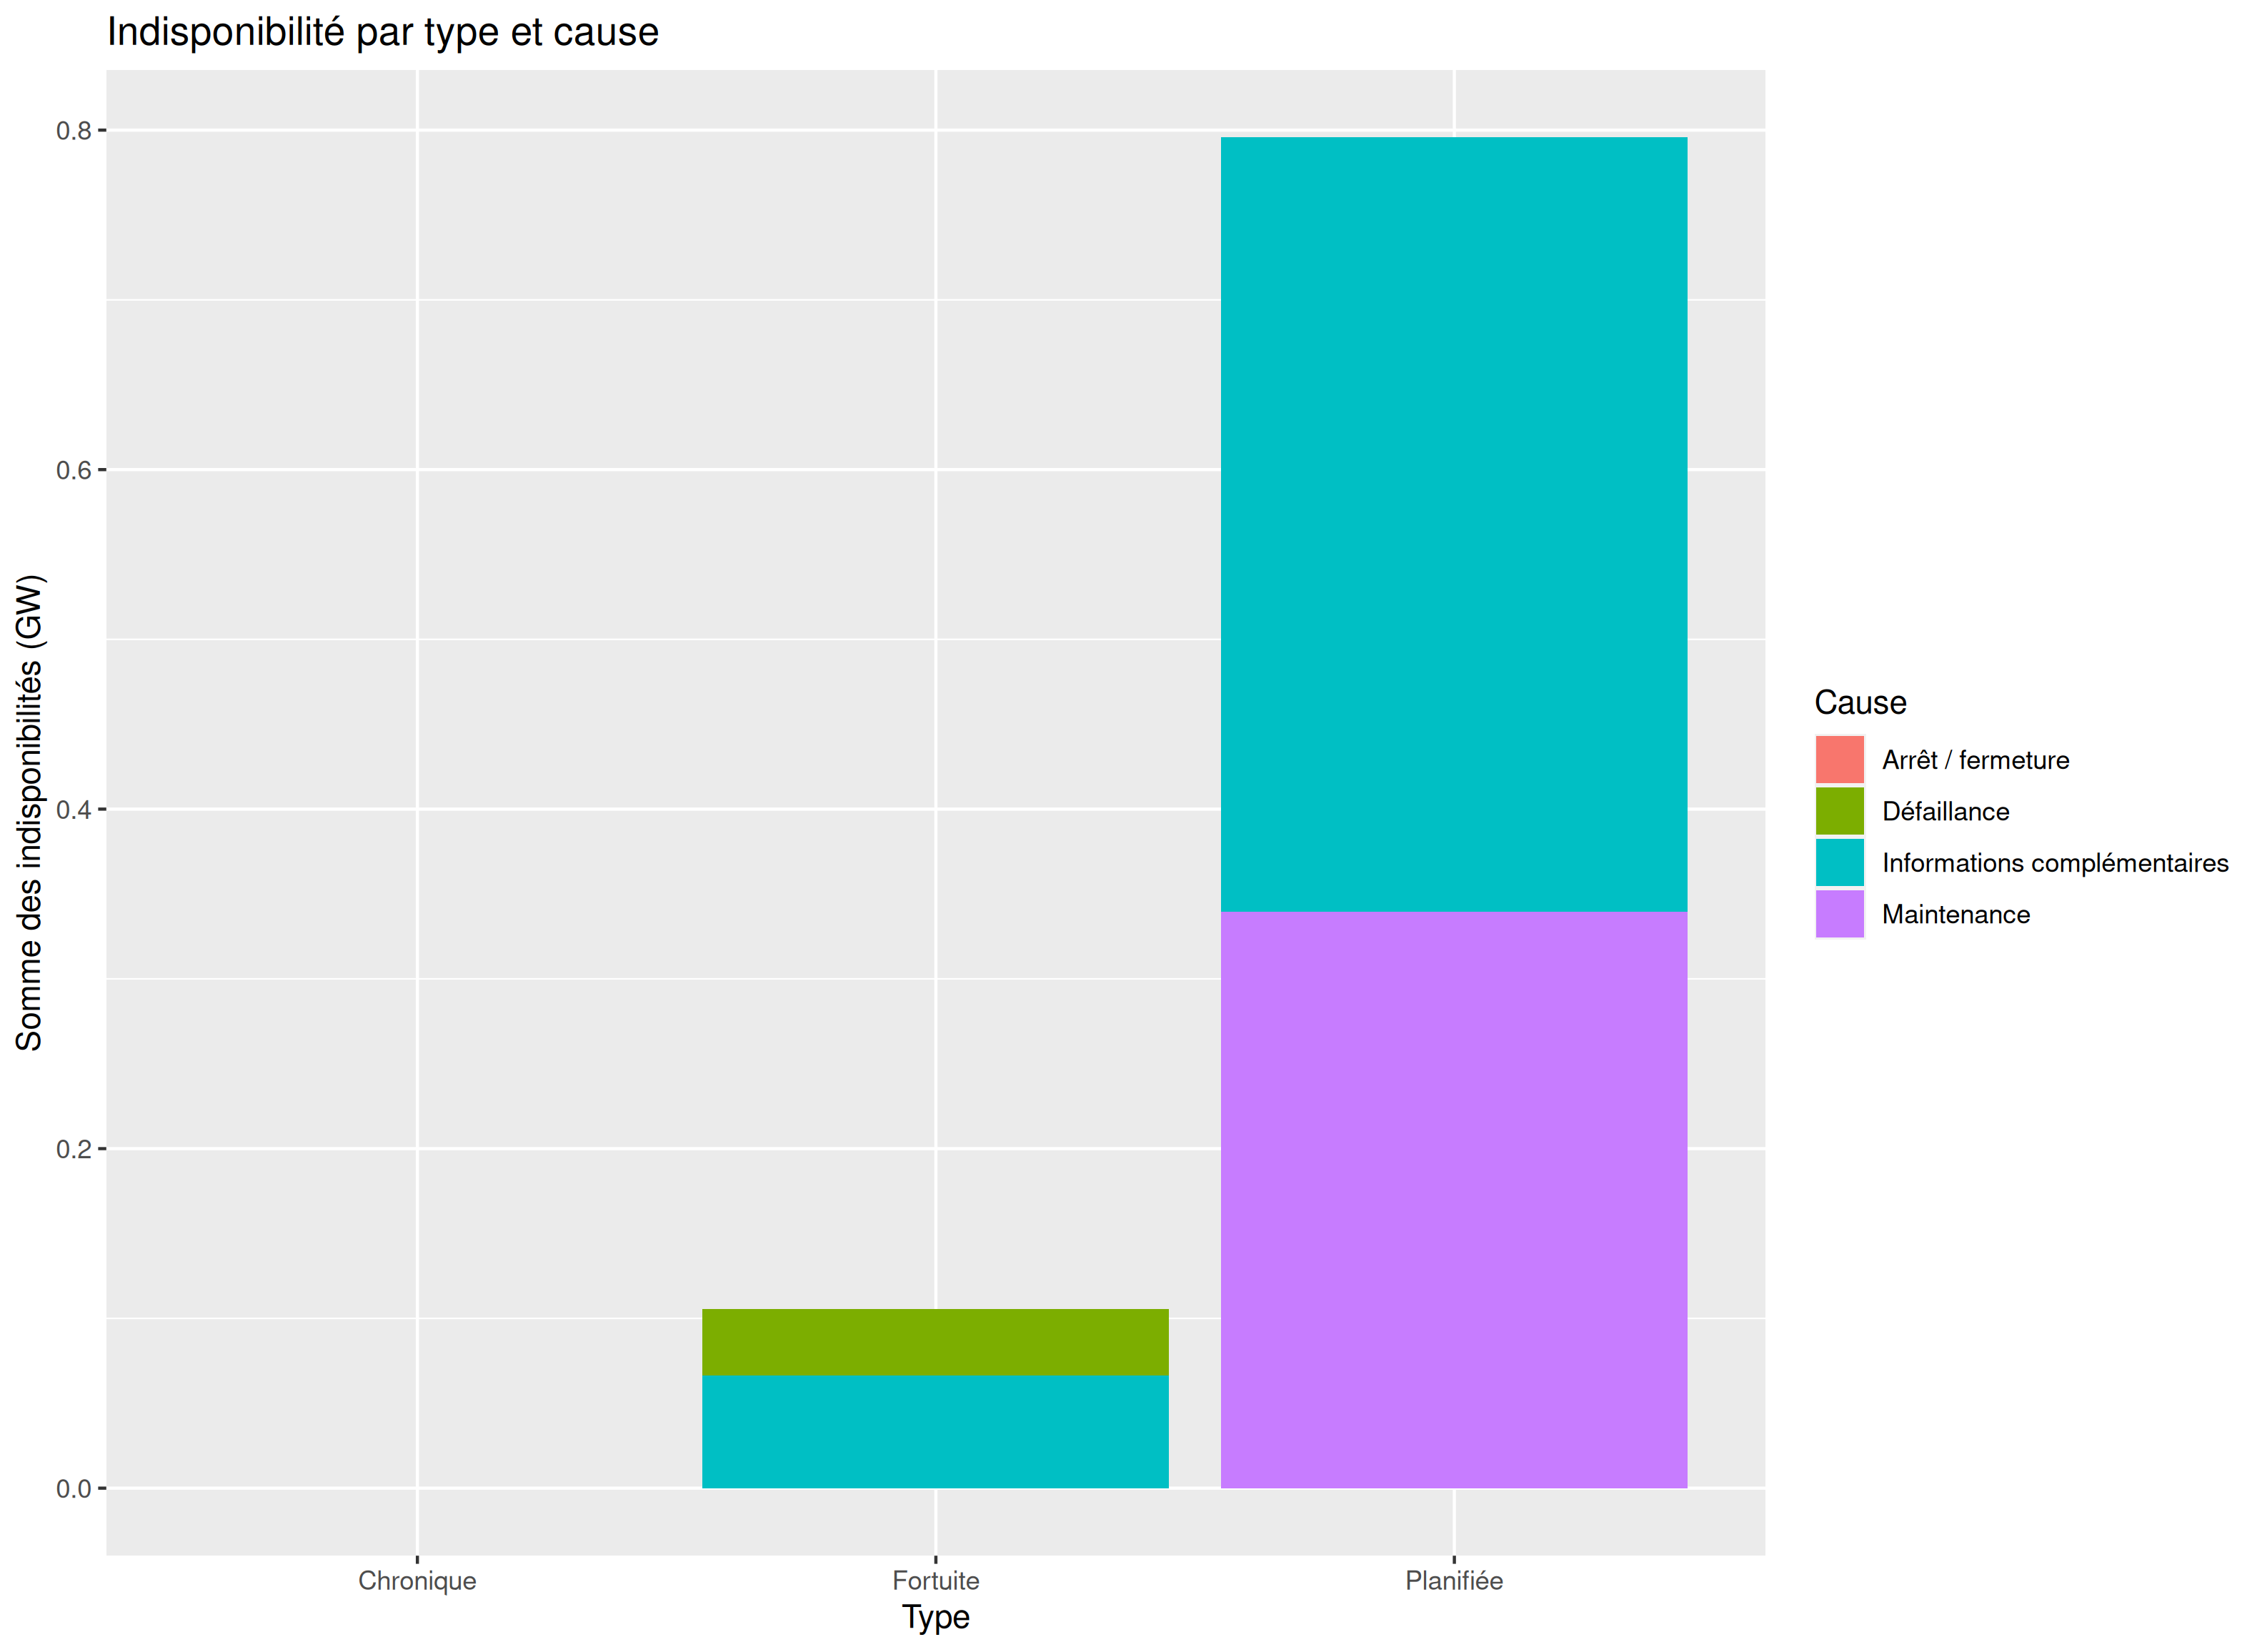 Indisponibilité par type et cause
Somme des indisponibilités (GW)
0.8
0.6
0.4
0.2
0.0
Chronique
Fortuite
Planifiée
Type
Cause
Arrêt / fermeture
Défaillance
Informations complémentaires
Maintenance